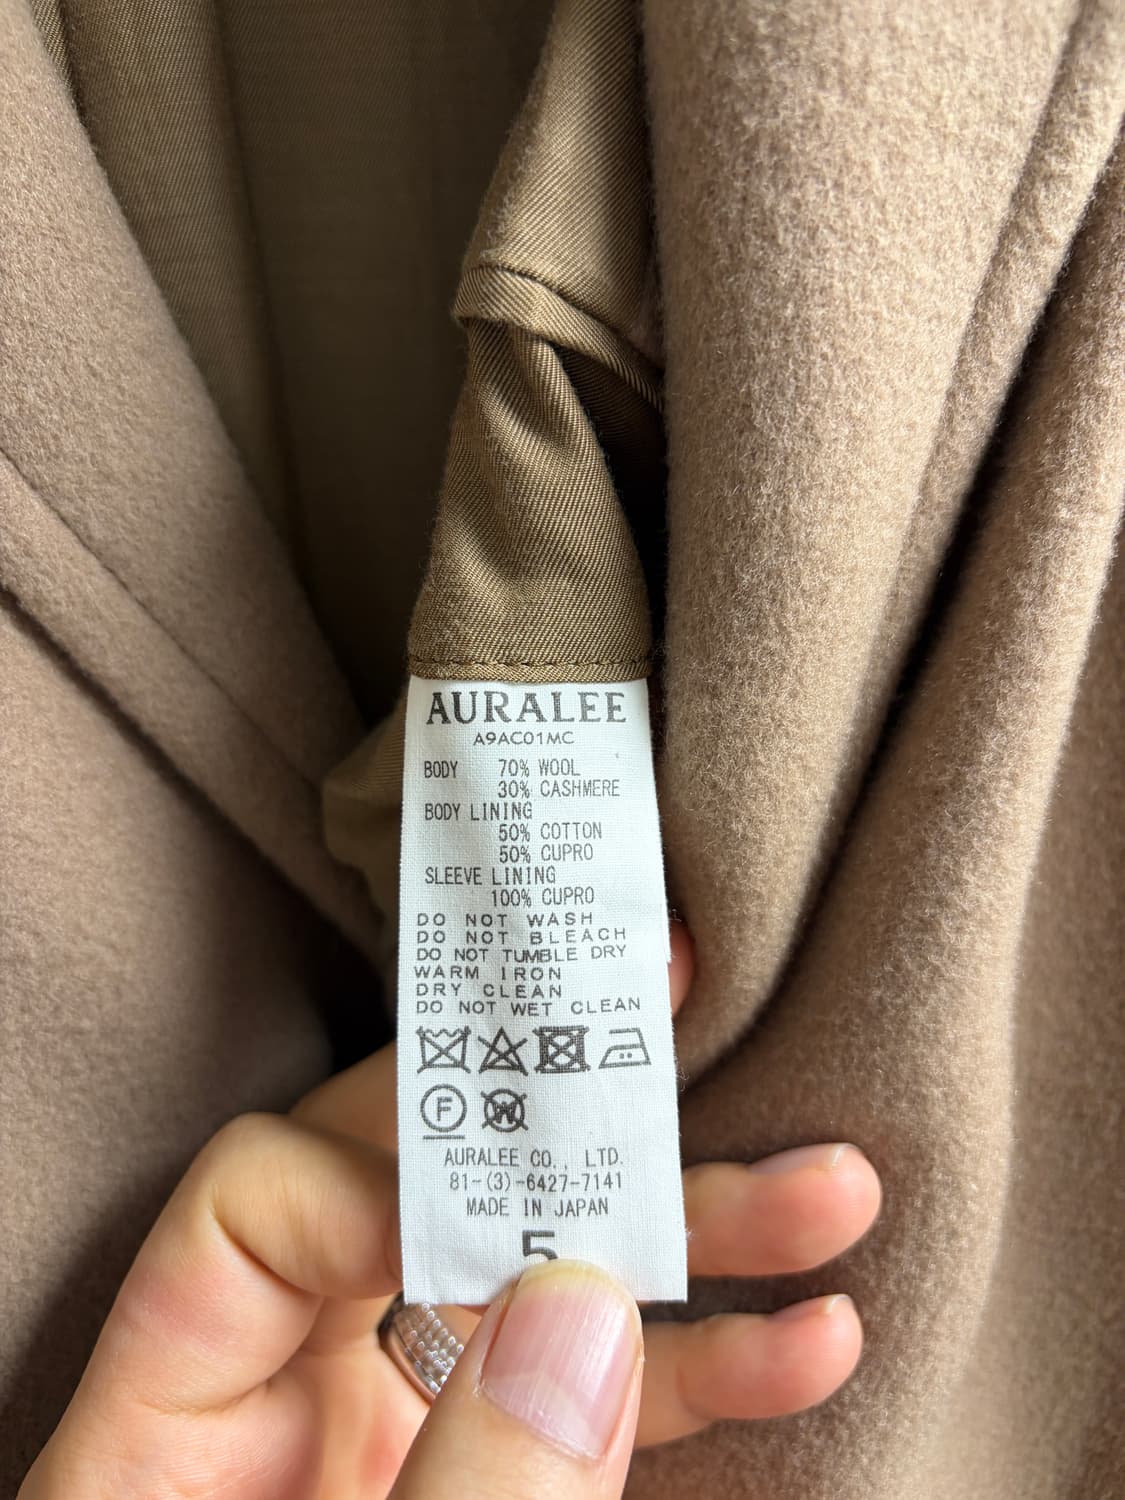 AURALEE
A9AC01MC
BODY 70% WOOL
30% CASHMERE
BODY LINING
50% COTTON
50% CUPRO
SLEEVE LINING
100% CUPRO
DO NOT WASH
DO NOT BLEACH
DO NOT TUMBLE DRY
WARM IRON
DRY CLEAN
DO NOT WET CLEAN
F W
AURALEE CO., LTD.
81-(3)-6427-7141
MADE IN JAPAN
5